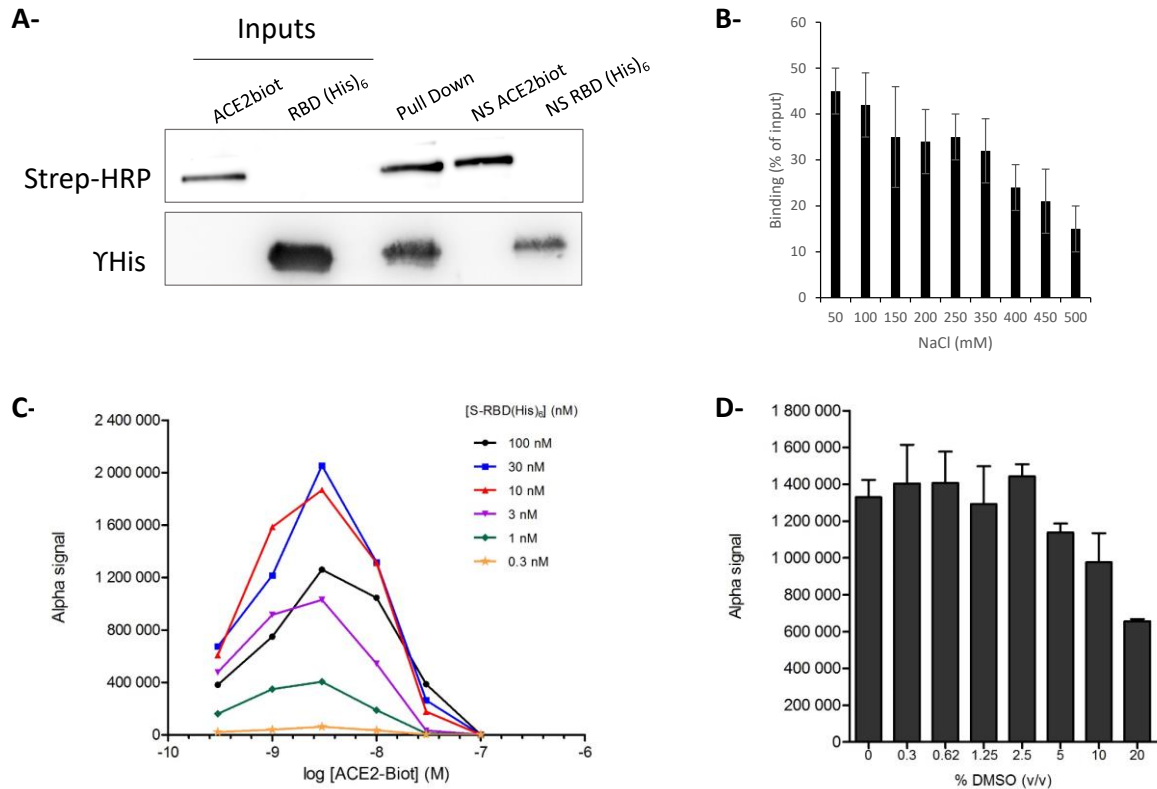 A-
Inputs
ACE2biot
RBD (His)₆
Pull Down
NS ACE2biot
NS RBD (His)₆
Strep-HRP
ϒHis
B-
60
50
40
30
20
10
0
Binding (% of input)
50 100 150 200 250 350 400 450 500
NaCl (mM)
C-
[S-RBD(His)₆] (nM)
100 nM
30 nM
10 nM
3 nM
1 nM
0.3 nM
2 400 000
2 000 000
1 600 000
1200 000
800 000
400 000
0
Alpha signal
-10 -9 -8 -7 -6
log [ACE2-Biot] (M)
D-
1 800 000
1 600 000
1 400 000
1 200 000
1 000 000
800 000
600 000
400 000
200 000
0
Alpha signal
0 0.3 0.62 1.25 2.5 5 10 20
% DMSO (v/v)